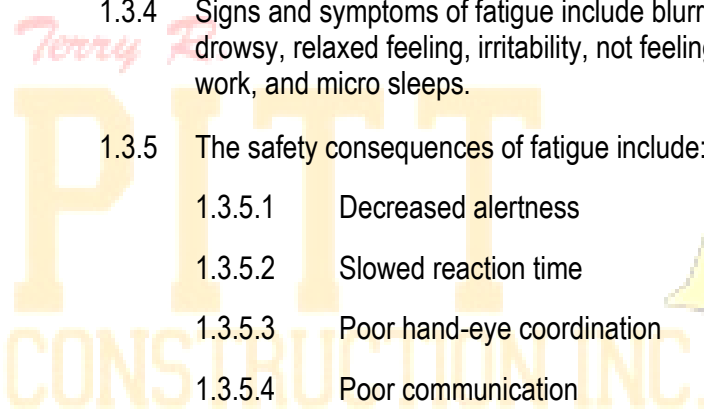 1.3.4 Signs and symptoms of fatigue include
drowsy, relaxed feeling, irritability, not feeling
work, and micro sleeps.
Terry R.
1.3.5 The safety consequences of fatigue include:
PITT
1.3.5.1 Decreased alertness
1.3.5.2 Slowed reaction time
1.3.5.3 Poor hand-eye coordination
CONSTRUCTION INC.
1.3.5.4 Poor communication